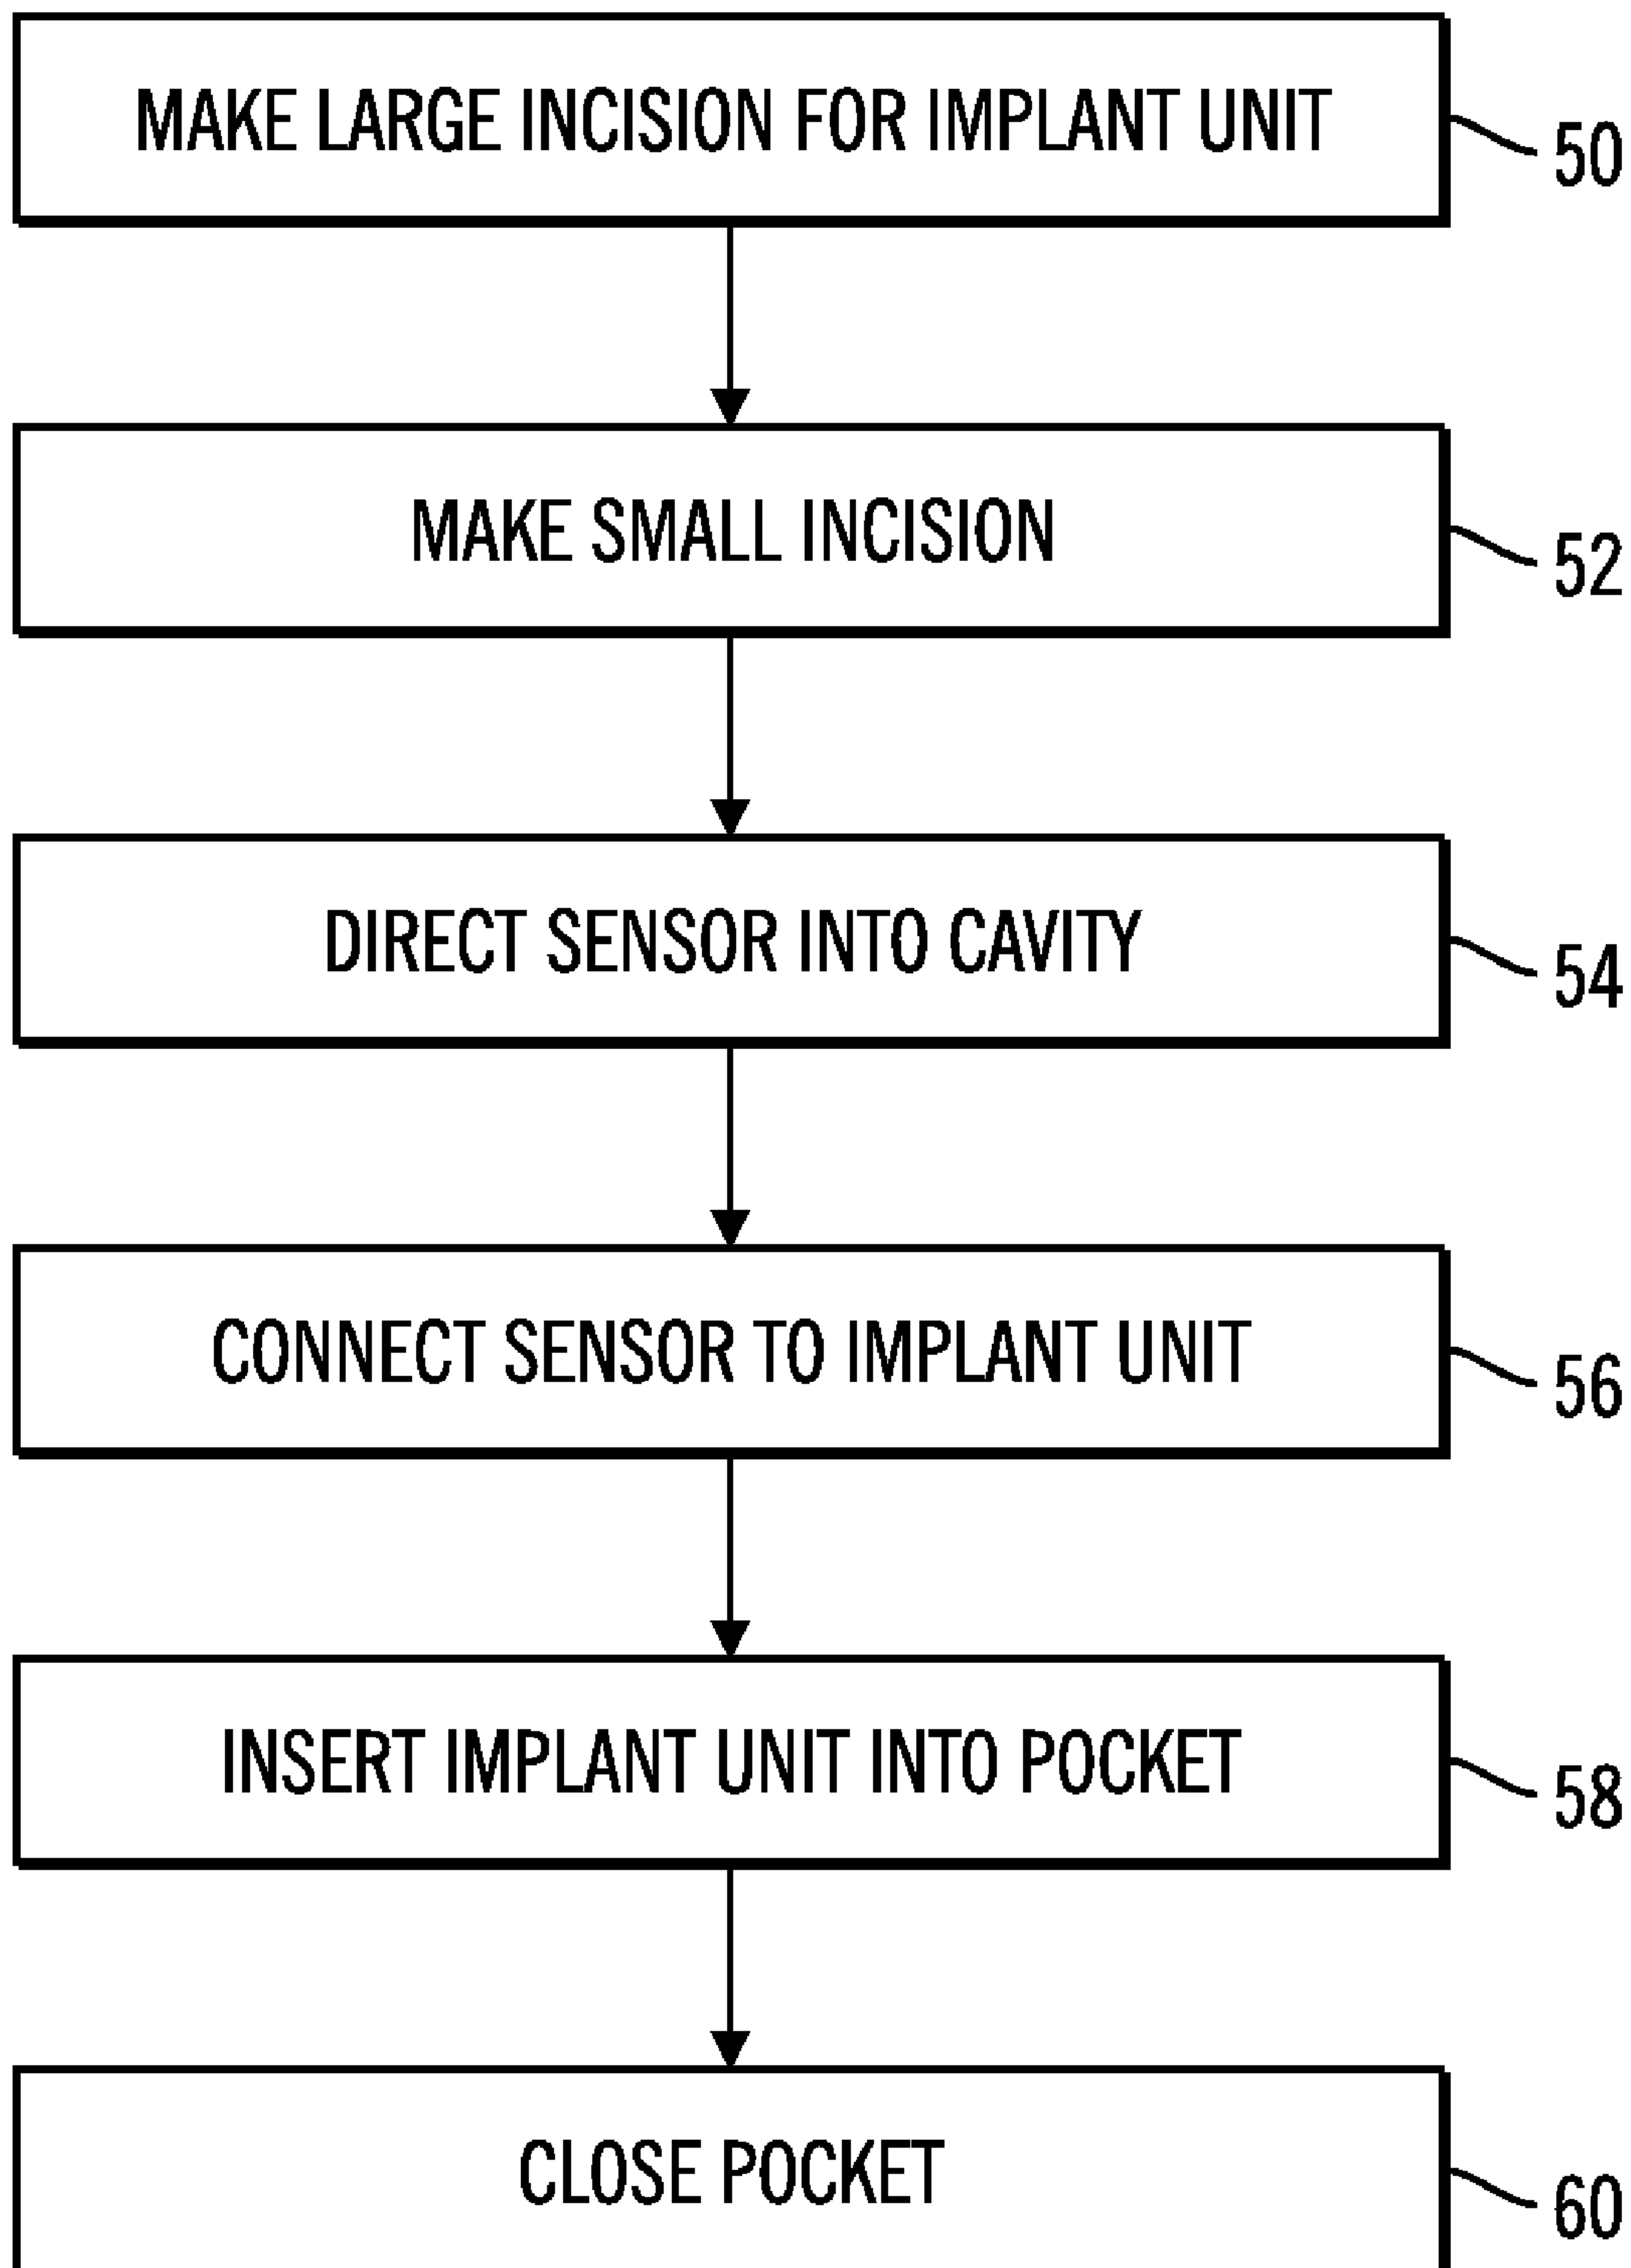 MAKE LARGE INCISION FOR IMPLANT UNIT
50
MAKE SMALL INCISION
52
DIRECT SENSOR INTO CAVITY
54
CONNECT SENSOR TO IMPLANT UNIT
56
INSERT IMPLANT UNIT INTO POCKET
58
CLOSE POCKET
60